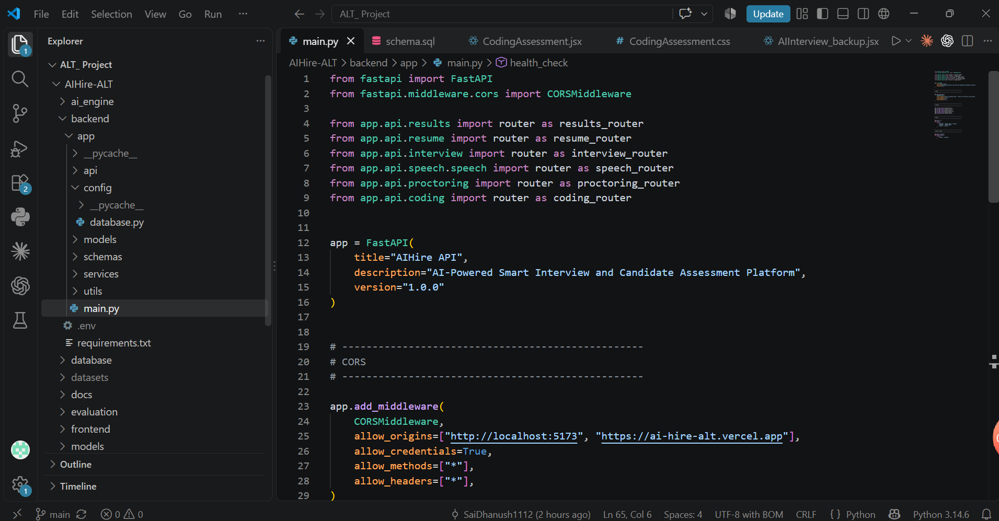 File Edit Selection View Go Run ···
ALT_ Project
Update
Explorer ···
1
ALT_ Project
AIHire-ALT
ai_engine
backend
app
__pycache__
api
config
2
__pycache__
database.py
models
schemas
services
utils
main.py
.env
requirements.txt
database
datasets
docs
evaluation
frontend
models
Outline
Timeline
1
main.py schema.sql CodingAssessment.jsx # CodingAssessment.css AIInterview_backup.jsx ···
AIHire-ALT > backend > app > main.py > health_check
1 from fastapi import FastAPI
2 from fastapi.middleware.cors import CORSMiddleware
3
4 from app.api.results import router as results_router
5 from app.api.resume import router as resume_router
6 from app.api.interview import router as interview_router
7 from app.api.speech.speech import router as speech_router
8 from app.api.proctoring import router as proctoring_router
9 from app.api.coding import router as coding_router
10
11
12 app = FastAPI(
13 title="AIHire API",
14 description="AI-Powered Smart Interview and Candidate Assessment Platform",
15 version="1.0.0"
16 )
17
18
19 # --------------------------------------------------
20 # CORS
21 # --------------------------------------------------
22
23 app.add_middleware(
24 CORSMiddleware,
25 allow_origins=["http://localhost:5173", "https://ai-hire-alt.vercel.app"],
26 allow_credentials=True,
27 allow_methods=["*"],
28 allow_headers=["*"],
29 )
main 0 0 SaiDhanush1112 (2 hours ago) Ln 65, Col 6 Spaces: 4 UTF-8 with BOM CRLF { } Python Python 3.14.6